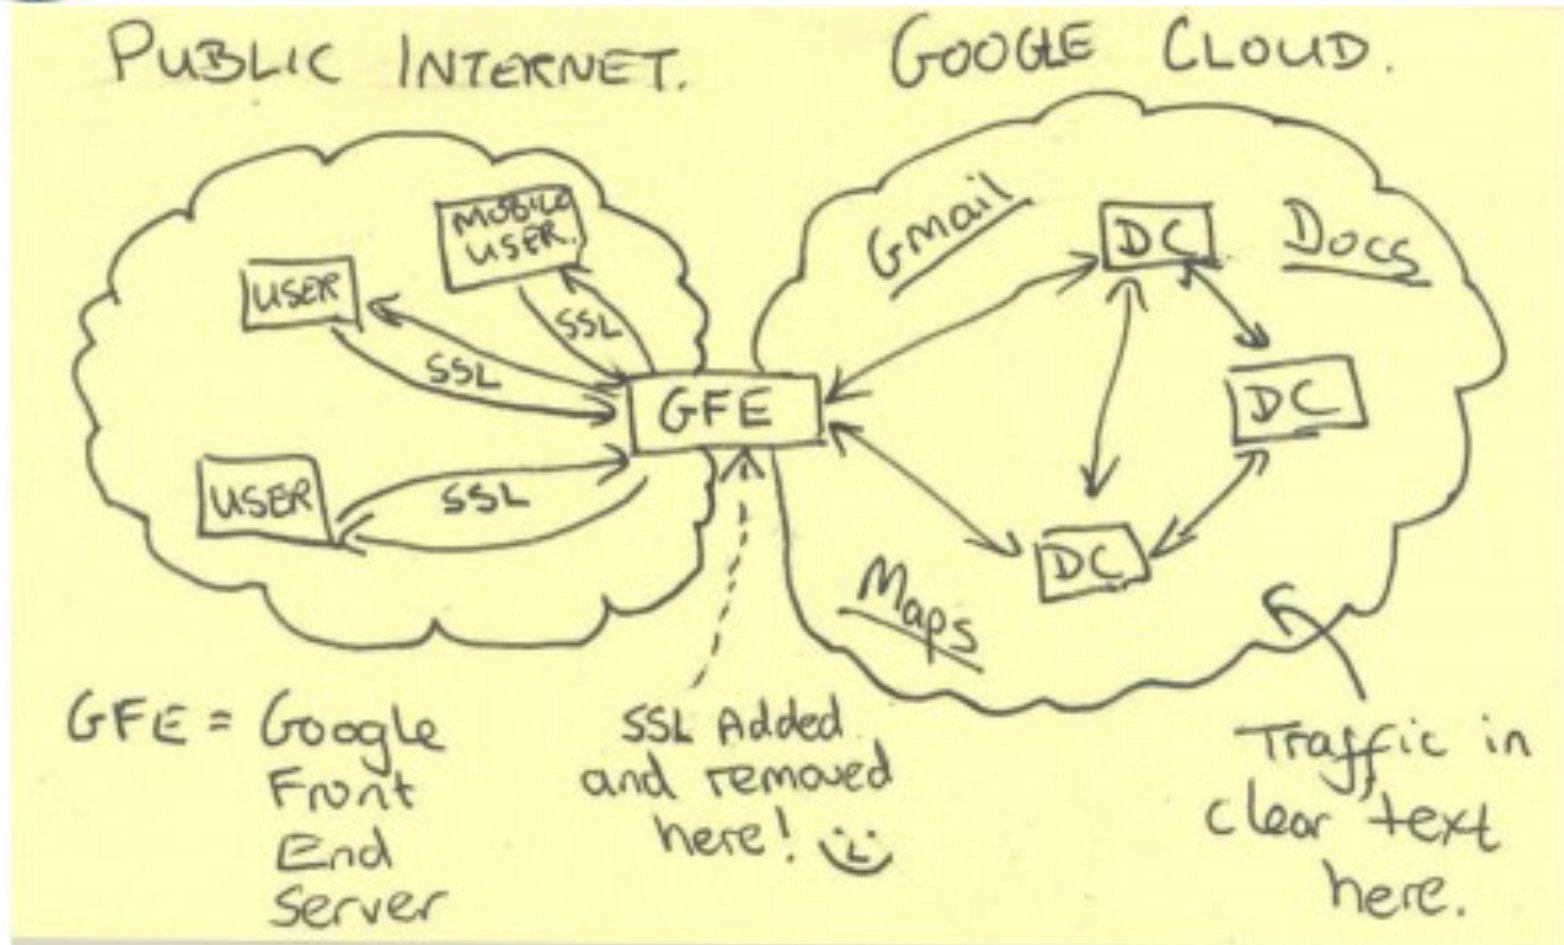 PUBLIC INTERNET.
GOOGLE CLOUD.
MOBILE
USER.
USER
SSL
SSL
USER
SSL
GFE
Gmail
DC
Docs
DC
DC
Maps
GFE = Google
Front
End
Server
SSL Added
and removed
here!
Traffic in
clear text
here.